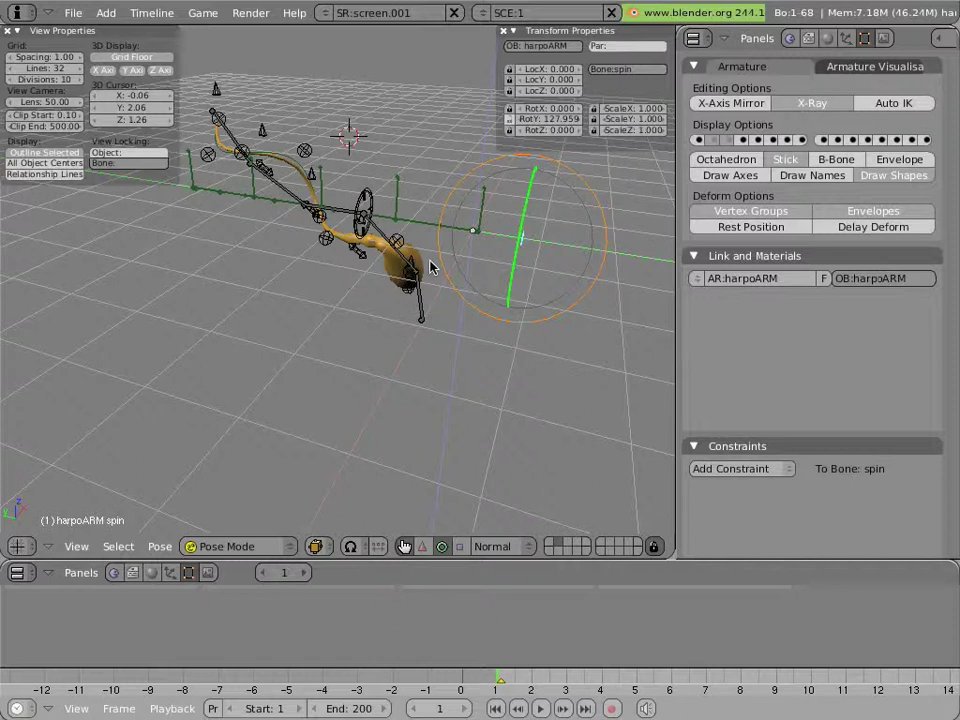 File Add Timeline Game Render Help SR:screen.001 SCE:1 www.blender.org 244.1 Bo:1-68 | Mem:7.18M (46.24M) ha
View Properties
Grid: 3D Display:
Spacing: 1.00 Grid Floor
Lines: 32 X Axi Y Axi Z Axi
Divisions: 10 3D Cursor:
View Camera: X: -0.06
Lens: 50.00 Y: 2.06
Clip Start: 0.10 Z: 1.26
Clip End: 500.00
Display: View Locking:
Outline Selected Object:
All Object Centers Bone:
Relationship Lines
Transform Properties
OB: harpoARM Par:
LocX: 0.000 Bone:spin
LocY: 0.000
LocZ: 0.000
RotX: 0.000 ScaleX: 1.000
RotY: 127.959 ScaleY: 1.000
RotZ: 0.000 ScaleZ: 1.000
Panels
Armature Armature Visualisa
Editing Options
X-Axis Mirror X-Ray Auto IK
Display Options
Octahedron Stick B-Bone Envelope
Draw Axes Draw Names Draw Shapes
Deform Options
Vertex Groups Envelopes
Rest Position Delay Deform
Link and Materials
AR:harpoARM F OB:harpoARM
Constraints
Add Constraint To Bone: spin
z
y
(1) harpoARM spin
View Select Pose Pose Mode Normal
Panels 1
-12 -11 -10 -9 -8 -7 -6 -5 -4 -3 -2 -1 0 1 2 3 4 5 6 7 8 9 10 11 12 13 14
View Frame Playback Pr Start: 1 End: 200 1